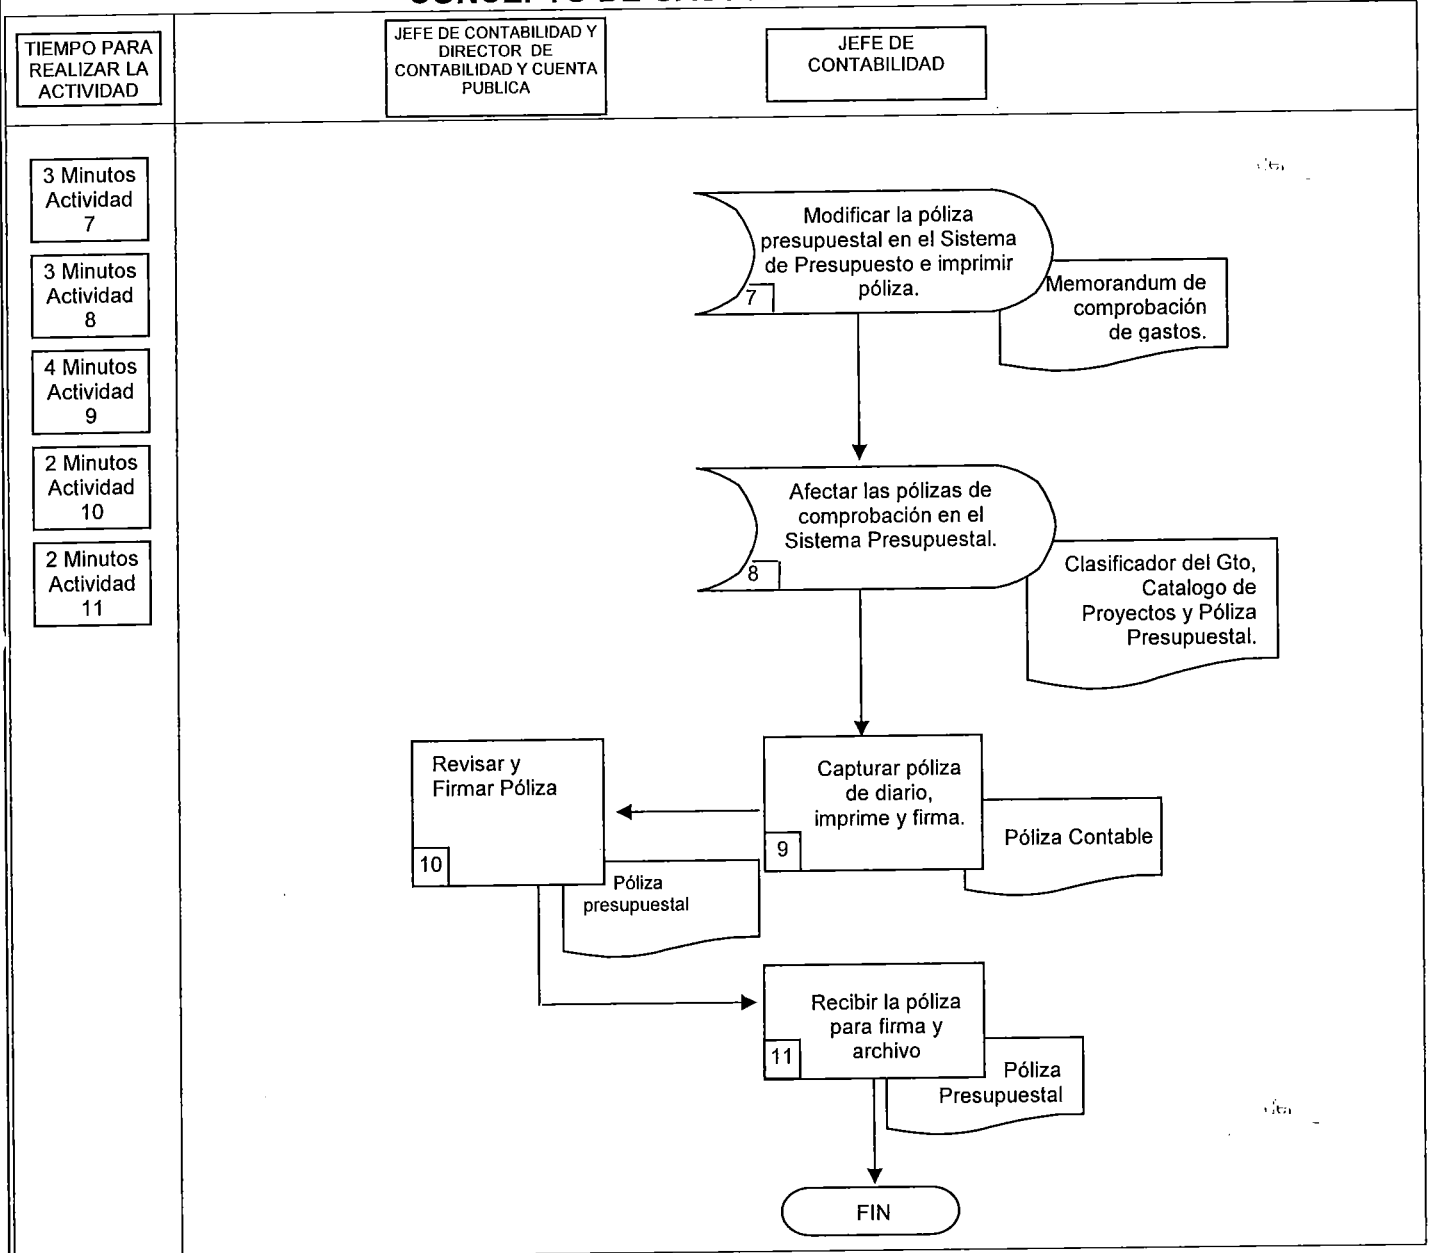 CONCEPTO DE
TIEMPO PARA
REALIZAR LA
ACTIVIDAD
JEFE DE CONTABILIDAD Y
DIRECTOR DE
CONTABILIDAD Y CUENTA
PUBLICA
JEFE DE
CONTABILIDAD
3 Minutos
Actividad
7
3 Minutos
Actividad
8
4 Minutos
Actividad
9
2 Minutos
Actividad
10
2 Minutos
Actividad
11
Modificar la póliza
presupuestal en el Sistema
de Presupuesto e imprimir
póliza.
7
Memorandum de
comprobación
de gastos.
Afectar las pólizas de
comprobación en el
Sistema Presupuestal.
8
Clasificador del Gto,
Catalogo de
Proyectos y Póliza
Presupuestal.
Capturar póliza
de diario,
imprime y firma.
9
Póliza Contable
Revisar y
Firmar Póliza
10
Póliza
presupuestal
Recibir la póliza
para firma y
archivo
11
Póliza
Presupuestal
FIN